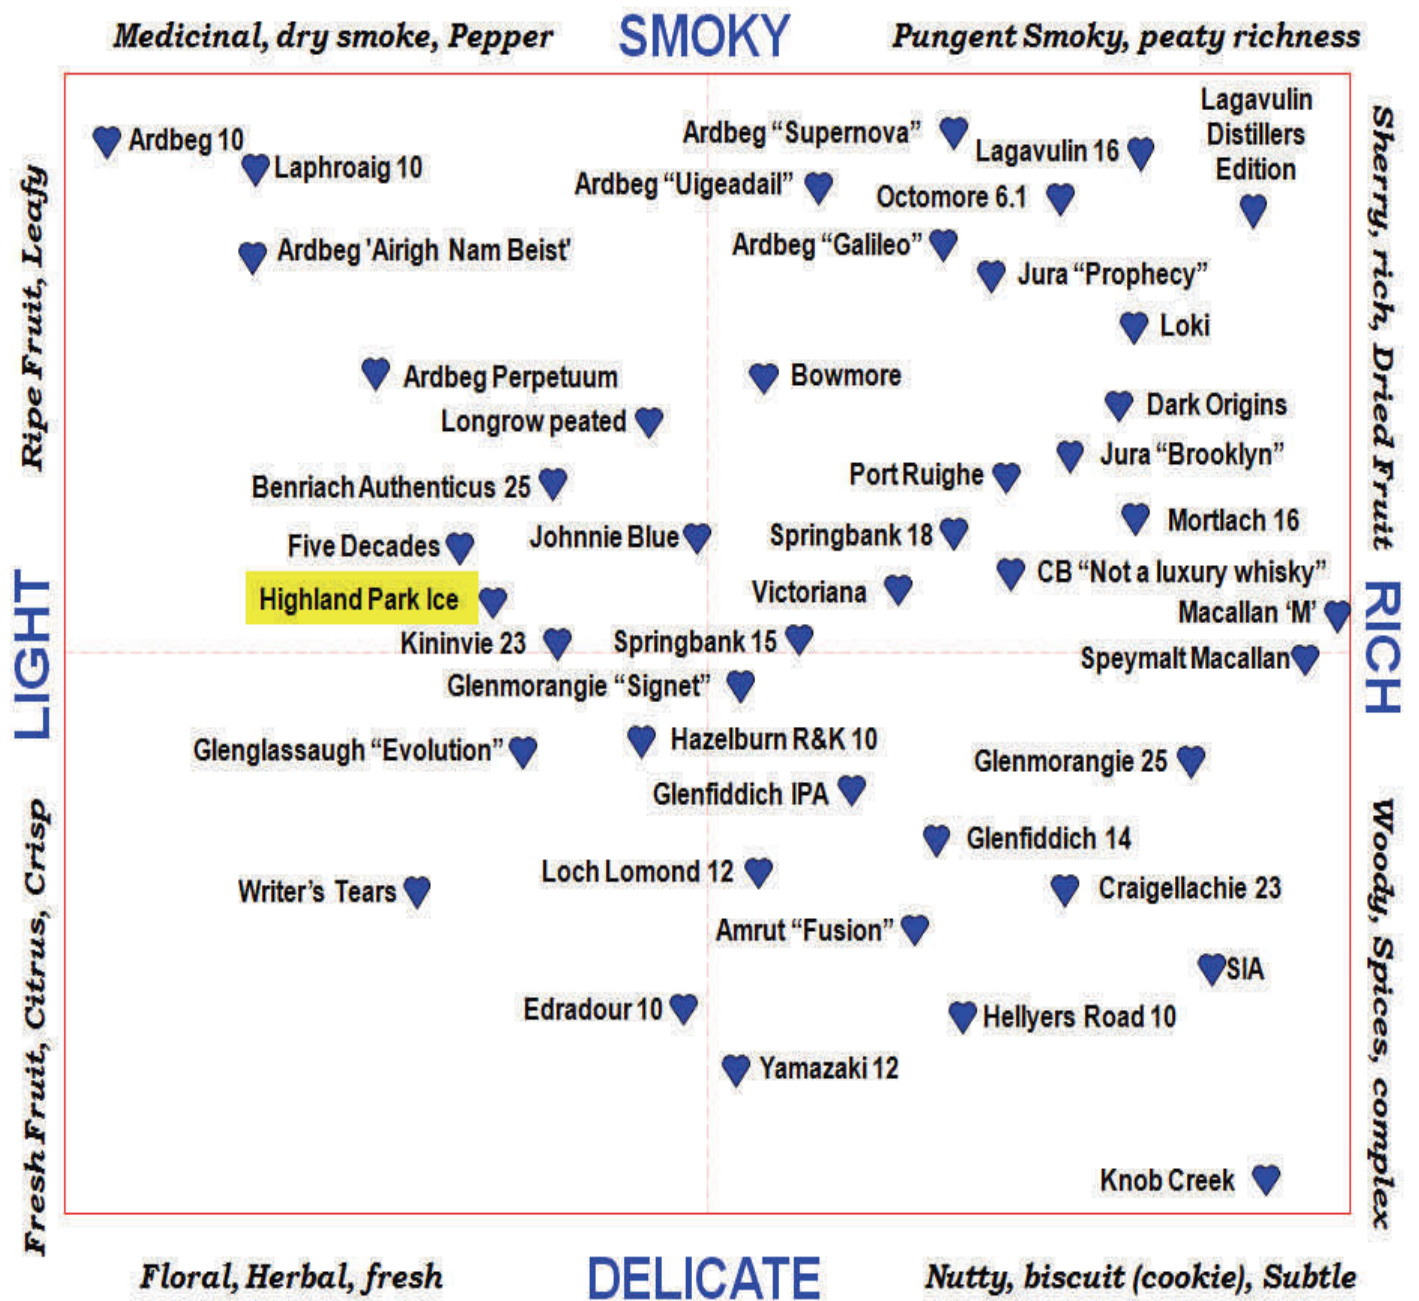 Medicinal, dry smoke, Pepper
SMOKY
Pungent Smoky, peaty richness
Ripe Fruit, Leafy
LIGHT
Fresh Fruit, Citrus, Crisp
Sherry, rich, Dried Fruit
RICH
Woody, Spices, complex
Ardbeg 10
Laphroaig 10
Ardbeg 'Airigh Nam Beist'
Ardbeg “Supernova”
Lagavulin 16
Lagavulin
Distillers
Edition
Ardbeg “Uigeadail”
Octomore 6.1
Ardbeg “Galileo”
Jura “Prophecy”
Loki
Ardbeg Perpetuum
Bowmore
Longrow peated
Dark Origins
Jura “Brooklyn”
Port Ruighe
Benriach Authenticus 25
Mortlach 16
Five Decades
Johnnie Blue
Springbank 18
CB “Not a luxury whisky”
Highland Park Ice
Victoriana
Macallan ‘M’
Kininvie 23
Springbank 15
Speymalt Macallan
Glenmorangie “Signet”
Glenglassaugh “Evolution”
Hazelburn R&K 10
Glenmorangie 25
Glenfiddich IPA
Glenfiddich 14
Loch Lomond 12
Writer’s Tears
Craigellachie 23
Amrut “Fusion”
SIA
Edradour 10
Hellyers Road 10
Yamazaki 12
Knob Creek
Floral, Herbal, fresh
DELICATE
Nutty, biscuit (cookie), Subtle